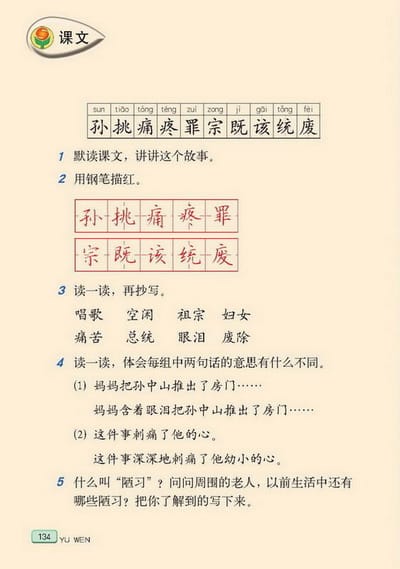 课文
sun tiāo tòng téng zuì zong jì gāi tǒng fèi
孙挑痛疼罪宗既该统废
1 默读课文，讲讲这个故事。
2 用钢笔描红。
孙挑痛疼罪
宗既该统废
3 读一读，再抄写。
唱歌 空闲 祖宗 妇女
痛苦 总统 眼泪 废除
4 读一读，体会每组中两句话的意思有什么不同。
(1) 妈妈把孙中山推出了房门……
妈妈含着眼泪把孙中山推出了房门……
(2) 这件事刺痛了他的心。
这件事深深地刺痛了他幼小的心。
5 什么叫“陋习”？问问周围的老人，以前生活中还有
哪些陋习？把你了解到的写下来。
134 YU WEN